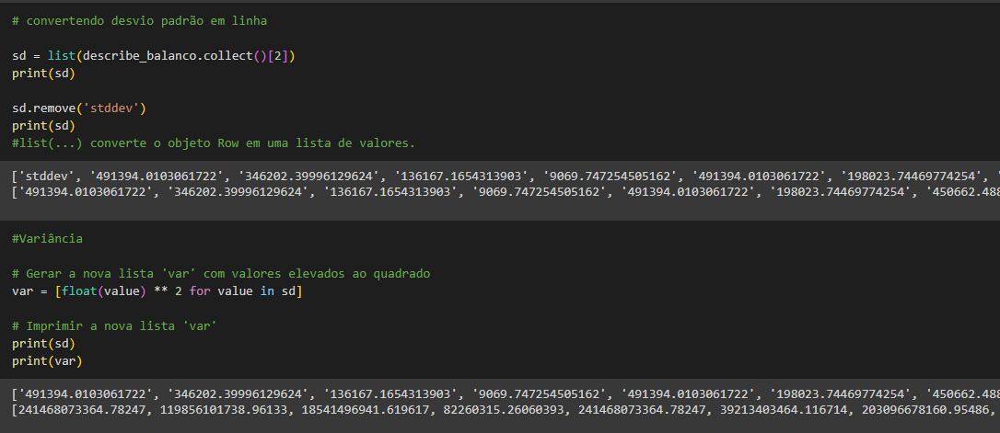 # convertendo desvio padrão em linha
sd = list(describe_balanco.collect()[2])
print(sd)
sd.remove('stddev')
print(sd)
#list(...) converte o objeto Row em uma lista de valores.
['stddev', '491394.0103061722', '346202.39996129624', '136167.1654313903', '9069.747254505162', '491394.0103061722', '198023.74469774254', '
['491394.0103061722', '346202.39996129624', '136167.1654313903', '9069.747254505162', '491394.0103061722', '198023.74469774254', '450662.488
#Variância
# Gerar a nova lista 'var' com valores elevados ao quadrado
var = [float(value) ** 2 for value in sd]
# Imprimir a nova lista 'var'
print(sd)
print(var)
['491394.0103061722', '346202.39996129624', '136167.1654313903', '9069.747254505162', '491394.0103061722', '198023.74469774254', '450662.488
[241468073364.78247, 119856101738.96133, 18541496941.619617, 82260315.26060393, 241468073364.78247, 39213403464.116714, 203096678160.95486,